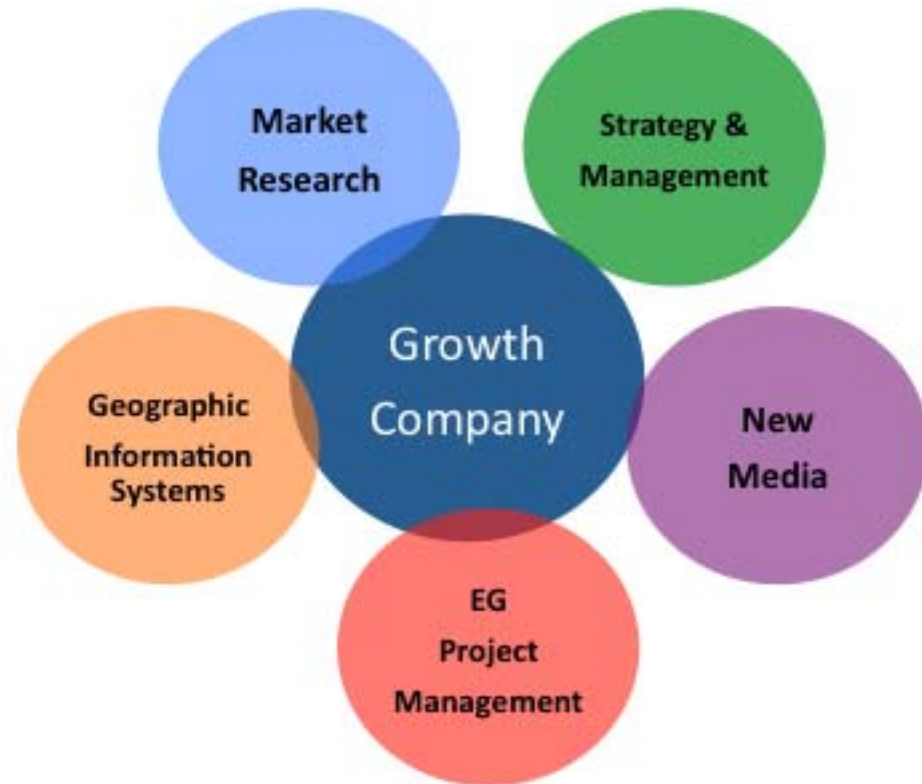 Market
Research
Strategy &
Management
Growth
Company
Geographic
Information
Systems
New
Media
EG
Project
Management